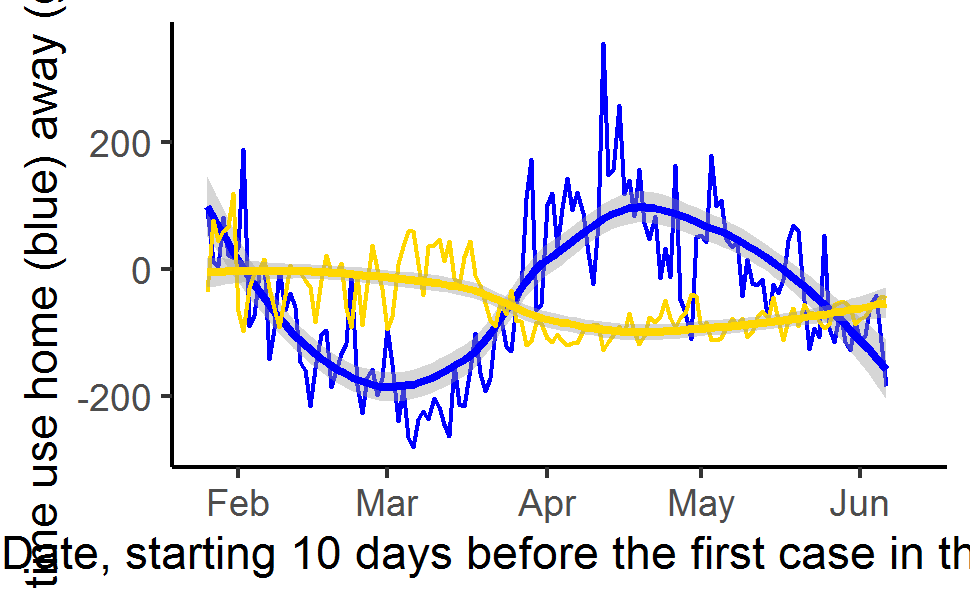 time use home (blue) away (g
200
0
-200
Feb Mar Apr May Jun
Date, starting 10 days before the first case in th